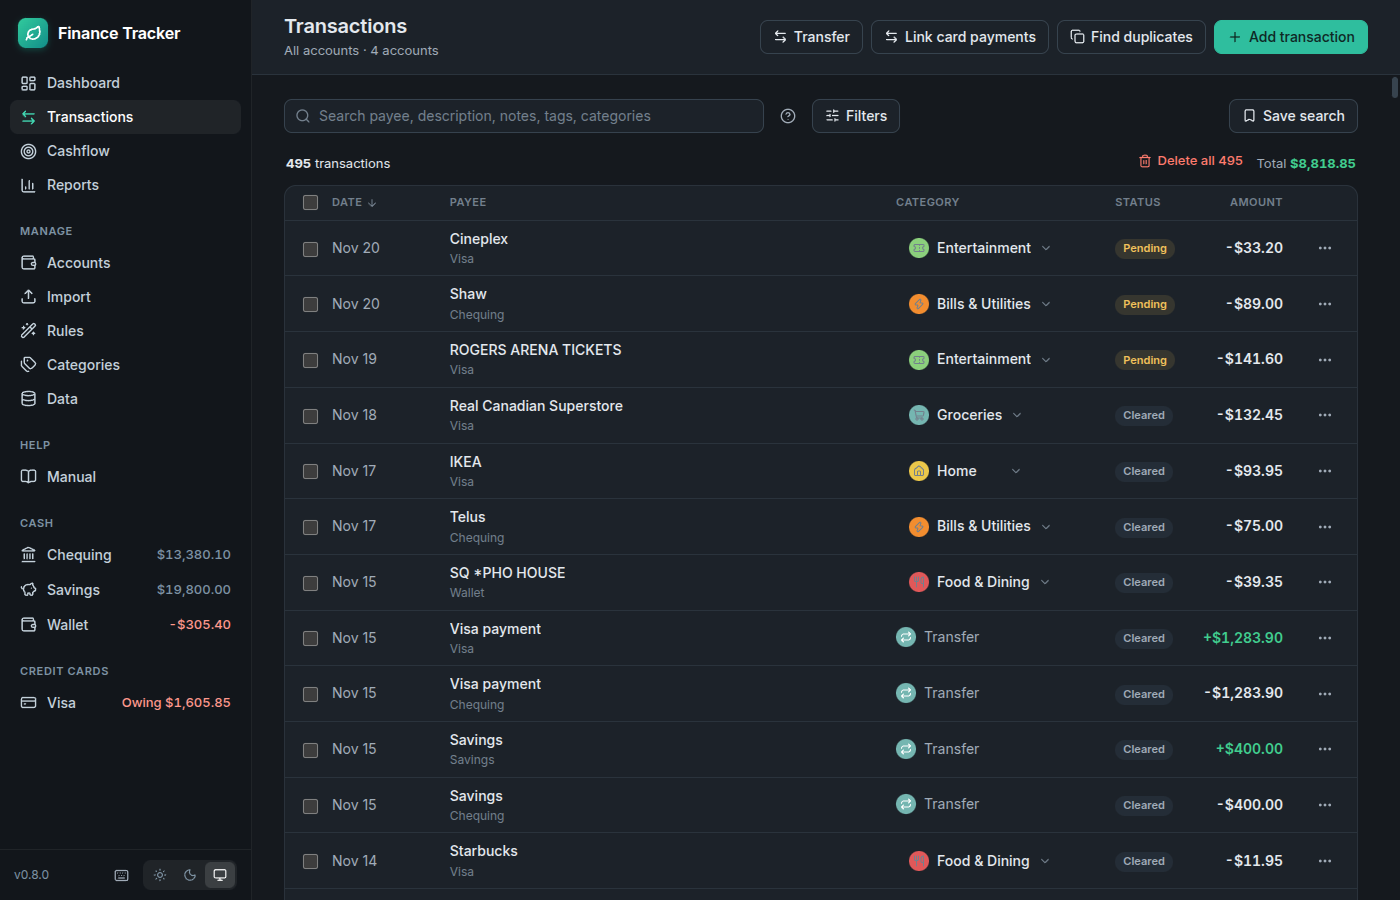 Finance Tracker
Dashboard
Transactions
Cashflow
Reports
MANAGE
Accounts
Import
Rules
Categories
Data
HELP
Manual
CASH
Chequing $13,380.10
Savings $19,800.00
Wallet -$305.40
CREDIT CARDS
Visa Owing $1,605.85
v0.8.0
Transactions
All accounts · 4 accounts
Transfer
Link card payments
Find duplicates
Add transaction
Search payee, description, notes, tags, categories
Filters
Save search
495 transactions
Delete all 495
Total $8,818.85
DATE PAYEE CATEGORY STATUS AMOUNT
Nov 20 Cineplex Entertainment Pending -$33.20
Visa
Nov 20 Shaw Bills & Utilities Pending -$89.00
Chequing
Nov 19 ROGERS ARENA TICKETS Entertainment Pending -$141.60
Visa
Nov 18 Real Canadian Superstore Groceries Cleared -$132.45
Visa
Nov 17 IKEA Home Cleared -$93.95
Visa
Nov 17 Telus Bills & Utilities Cleared -$75.00
Chequing
Nov 15 SQ *PHO HOUSE Food & Dining Cleared -$39.35
Wallet
Nov 15 Visa payment Transfer Cleared +$1,283.90
Visa
Nov 15 Visa payment Transfer Cleared -$1,283.90
Chequing
Nov 15 Savings Transfer Cleared +$400.00
Savings
Nov 15 Savings Transfer Cleared -$400.00
Chequing
Nov 14 Starbucks Food & Dining Cleared -$11.95
Visa